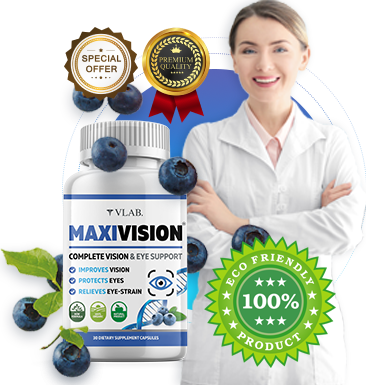 SPECIAL
OFFER
PREMIUM
QUALITY
VLAB.
MAXIVISION
COMPLETE VISION & EYE SUPPORT
IMPROVES VISION
PROTECTS EYES
RELIEVES EYE-STRAIN
30 DIETARY SUPPLEMENT CAPSULES
ECO FRIENDLY
100%
PRODUCT